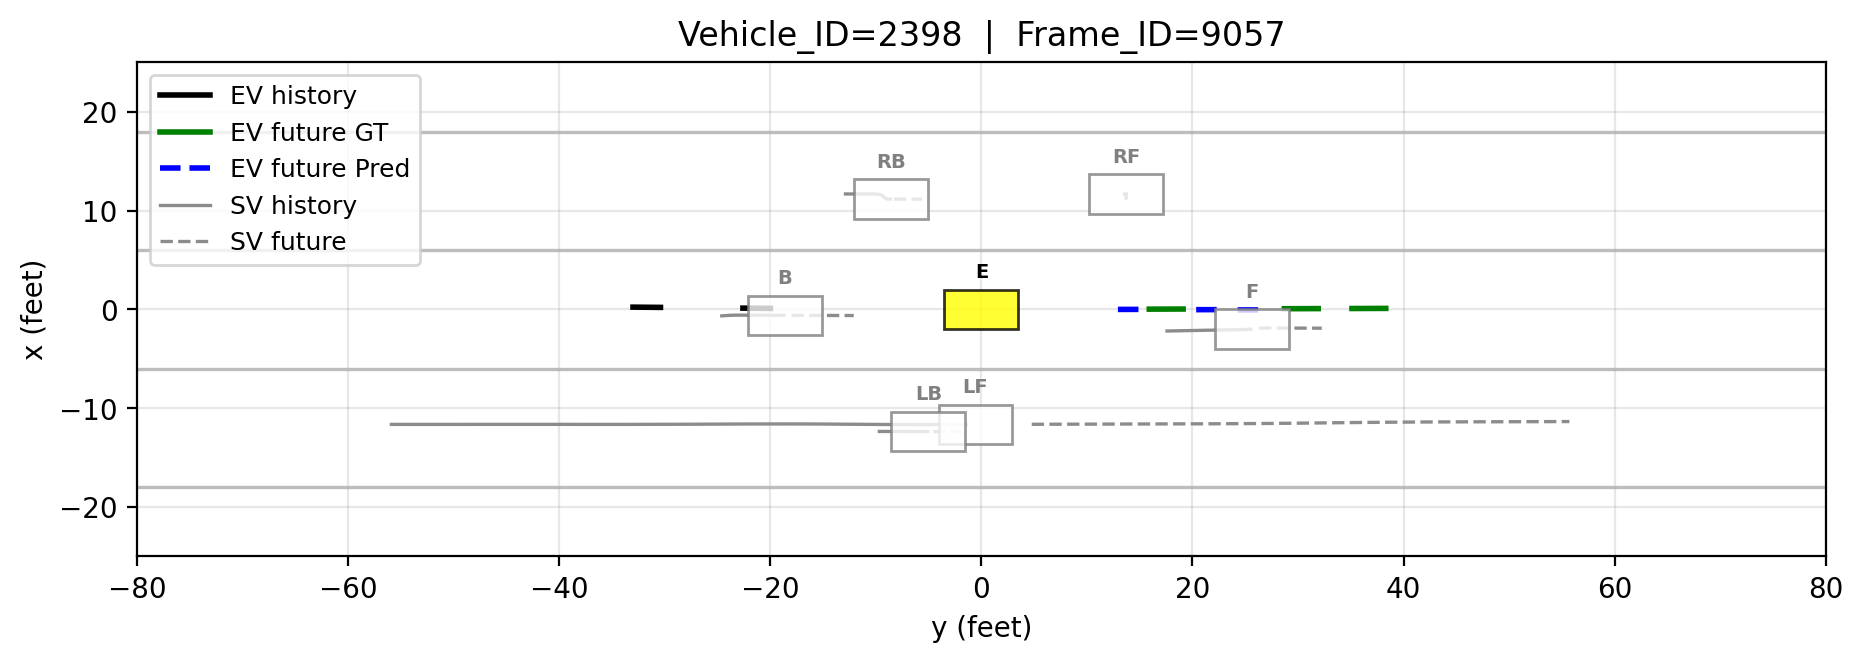 Vehicle_ID=2398 | Frame_ID=9057
EV history
EV future GT
EV future Pred
SV history
SV future
RB
RF
B
E
F
LB
LF
x (feet)
20
10
0
−10
−20
−80
−60
−40
−20
0
20
40
60
80
y (feet)